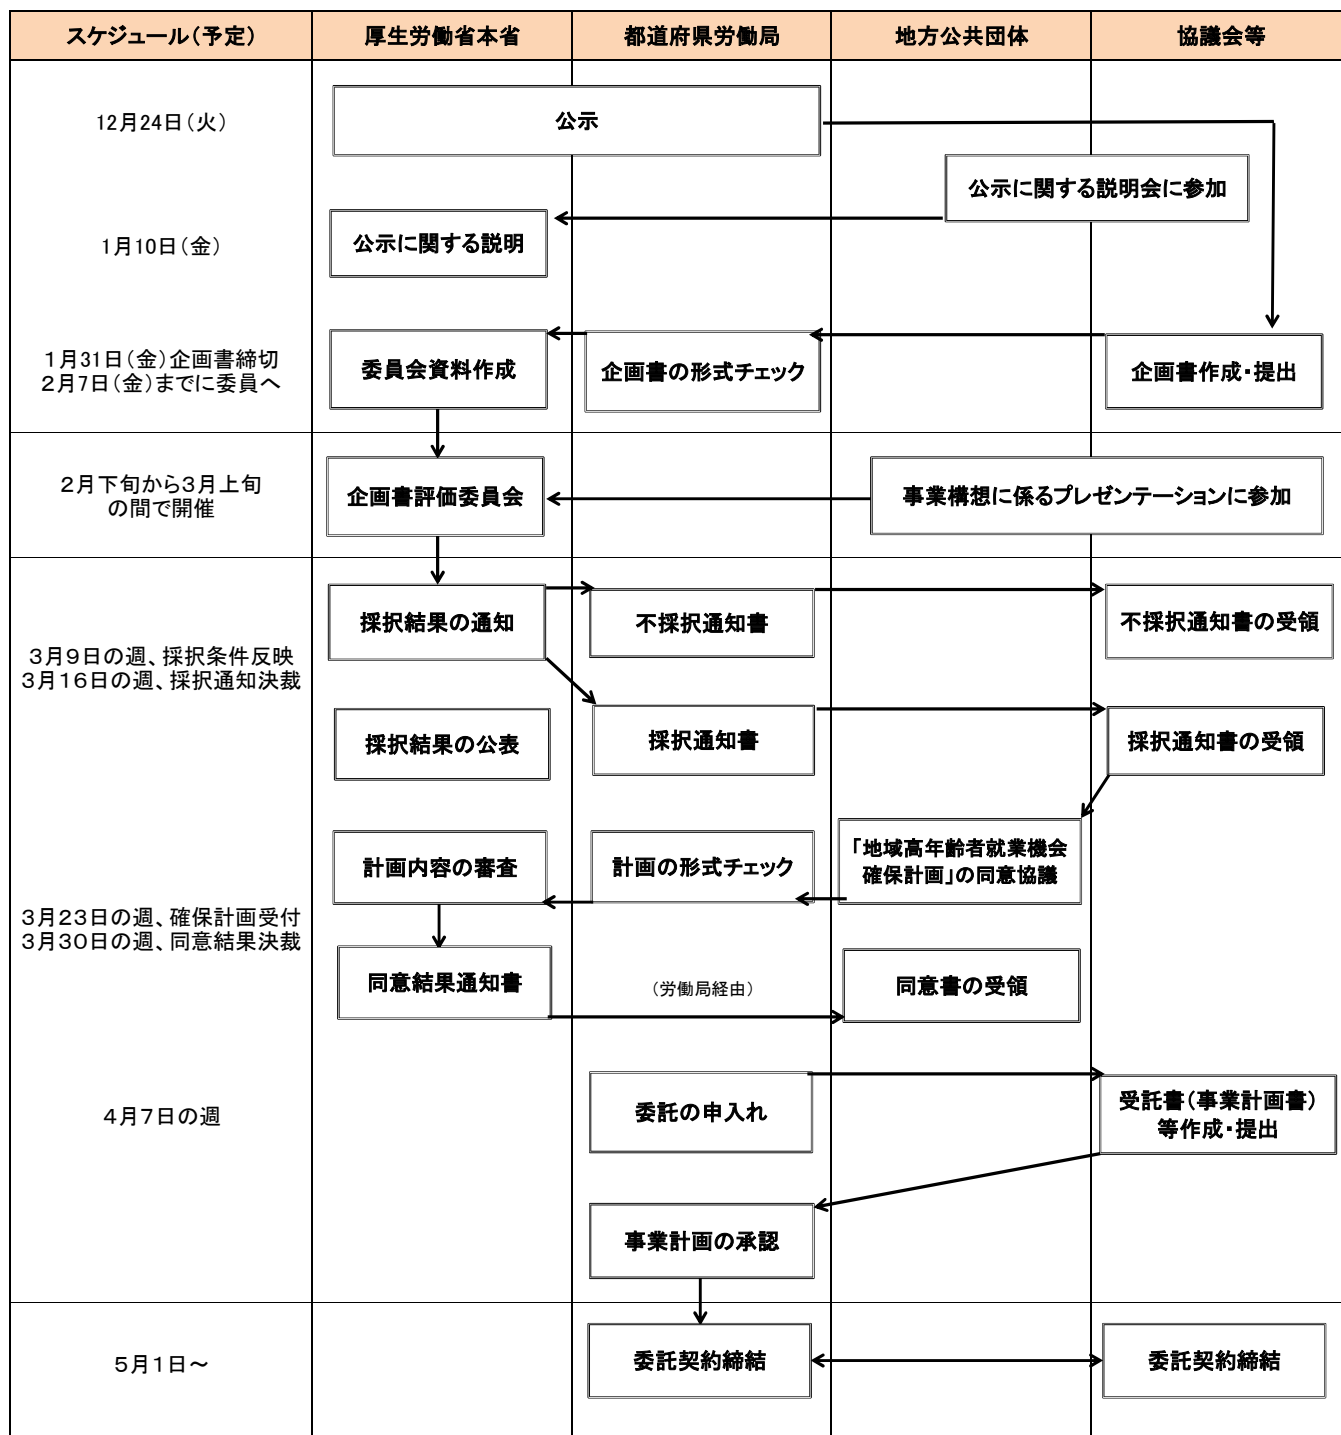 スケジュール（予定）
厚生労働省本省
都道府県労働局
地方公共団体
協議会等
12月24日（火）
公示
公示に関する説明会に参加
1月10日（金）
公示に関する説明
1月31日（金）企画書締切
２月7日（金）までに委員へ
委員会資料作成
企画書の形式チェック
企画書作成・提出
２月下旬から３月上旬
の間で開催
企画書評価委員会
事業構想に係るプレゼンテーションに参加
３月９日の週、採択条件反映
３月１６日の週、採択通知決裁
採択結果の通知
不採択通知書
不採択通知書の受領
採択結果の公表
採択通知書
採択通知書の受領
３月２３日の週、確保計画受付
３月３０日の週、同意結果決裁
計画内容の審査
計画の形式チェック
「地域高年齢者就業機会
確保計画」の同意協議
同意結果通知書
（労働局経由）
同意書の受領
４月７日の週
委託の申入れ
受託書（事業計画書）
等作成・提出
事業計画の承認
５月１日～
委託契約締結
委託契約締結